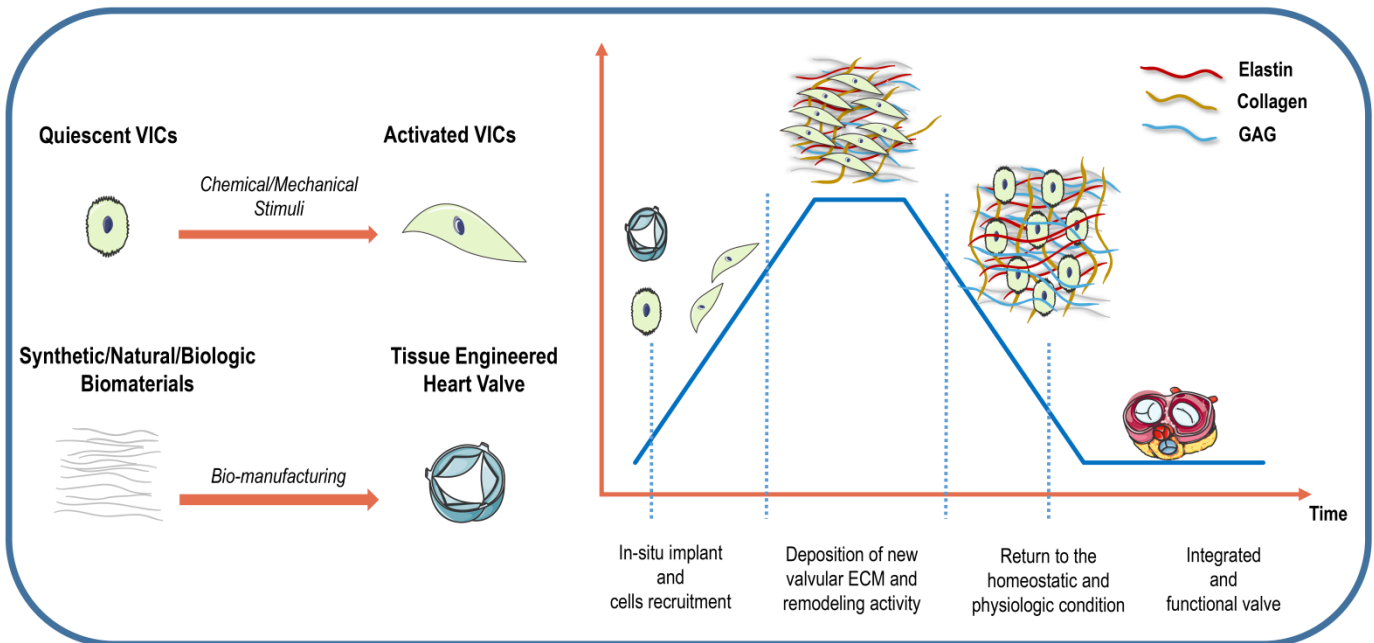 Quiescent VICs
Activated VICs
Chemical/Mechanical
Stimuli
Synthetic/Natural/Biologic
Biomaterials
Tissue Engineered
Heart Valve
Bio-manufacturing
Elastin
Collagen
GAG
Time
In-situ implant
and
cells recruitment
Deposition of new
valvular ECM and
remodeling activity
Return to the
homeostatic and
physiologic condition
Integrated
and
functional valve